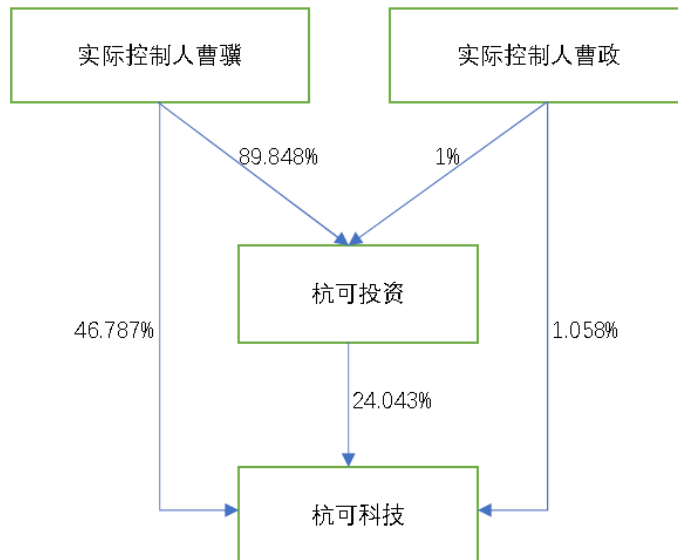 实际控制人曹骥
实际控制人曹政
89.848%
1%
杭可投资
46.787%
1.058%
24.043%
杭可科技